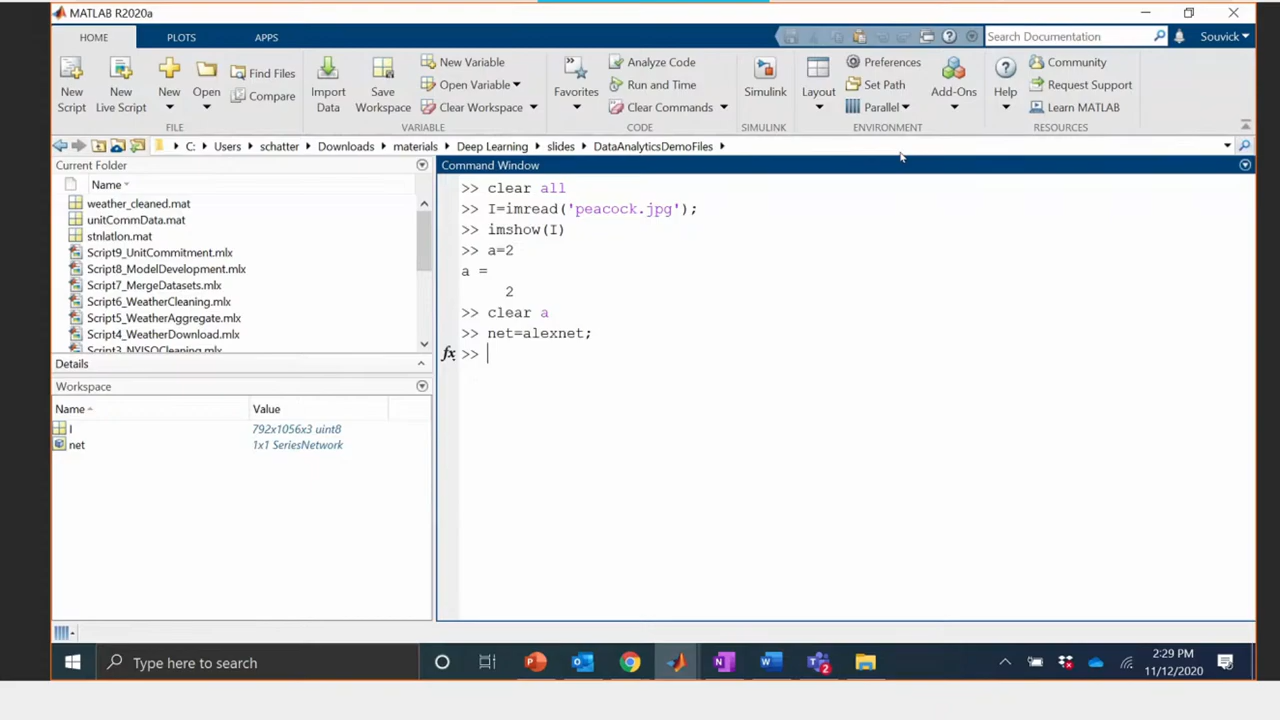 MATLAB R2020a
HOME
PLOTS
APPS
Search Documentation
Souvick
New Script
New Live Script
New
Open
Find Files
Compare
FILE
Import Data
Save Workspace
New Variable
Open Variable
Clear Workspace
VARIABLE
Favorites
Analyze Code
Run and Time
Clear Commands
CODE
Simulink
SIMULINK
Layout
Preferences
Set Path
Parallel
ENVIRONMENT
Add-Ons
Help
Community
Request Support
Learn MATLAB
RESOURCES
C: Users schatter Downloads materials Deep Learning slides DataAnalyticsDemoFiles
Current Folder
Name
weather_cleaned.mat
unitCommData.mat
stnlatlon.mat
Script9_UnitCommitment.mlx
Script8_ModelDevelopment.mlx
Script7_MergeDatasets.mlx
Script6_WeatherCleaning.mlx
Script5_WeatherAggregate.mlx
Script4_WeatherDownload.mlx
Script3_NYISOCleaning.mlx
Details
Workspace
Name Value
I 792x1056x3 uint8
net 1x1 SeriesNetwork
Command Window
>> clear all
>> I=imread('peacock.jpg');
>> imshow(I)
>> a=2
a =
2
>> clear a
>> net=alexnet;
fx >>
Type here to search
2
2:29 PM
11/12/2020